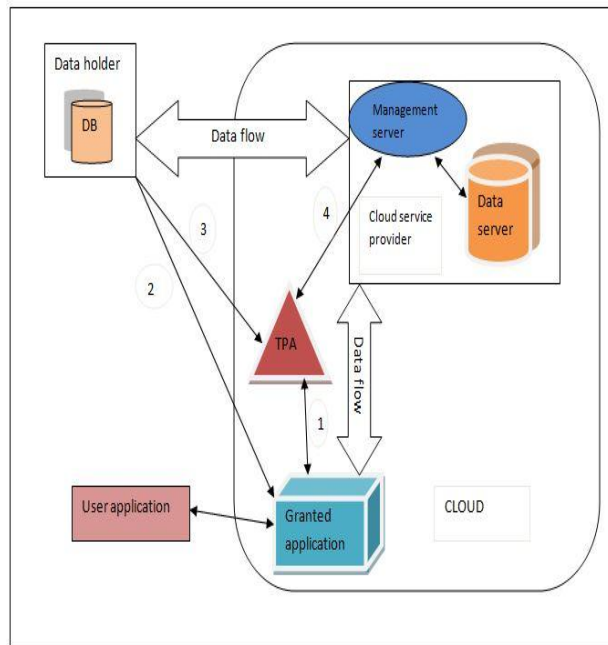 Data holder
DB
Data flow
Management
server
Data
server
Cloud service
provider
4
3
2
TPA
Data flow
1
User application
Granted
application
CLOUD